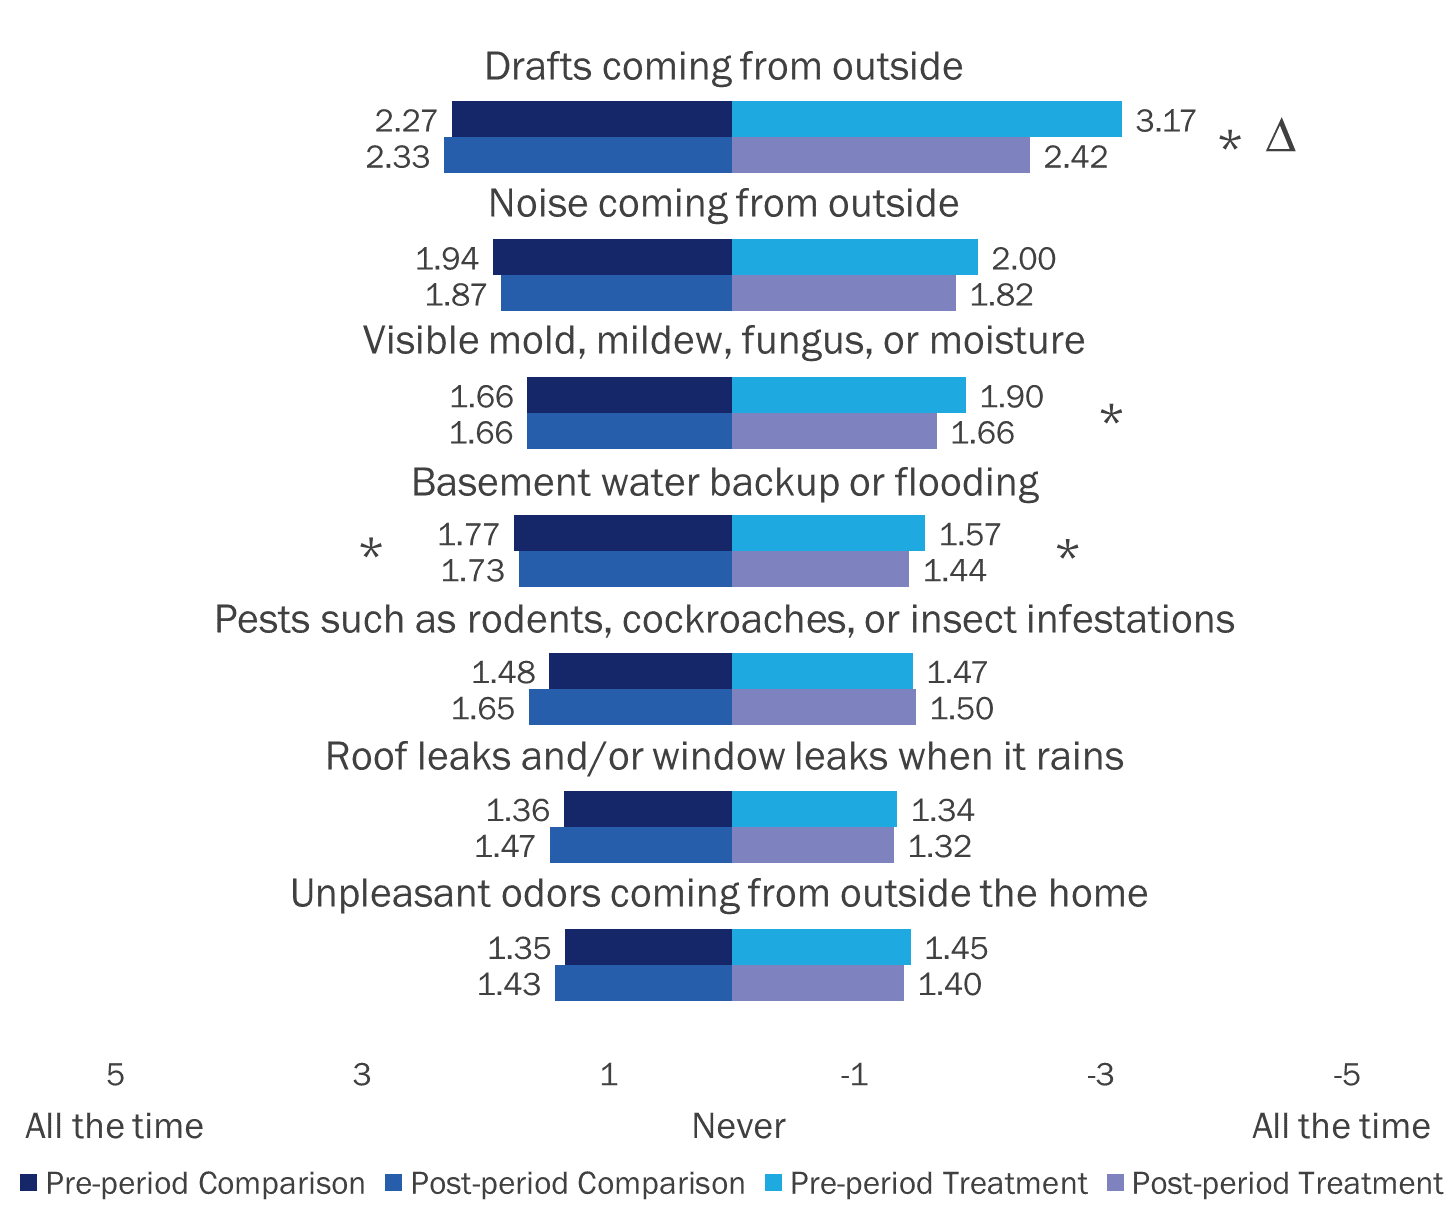 Drafts coming from outside
2.27 3.17
* Δ
2.33 2.42
Noise coming from outside
1.94 2.00
1.87 1.82
Visible mold, mildew, fungus, or moisture
1.66 1.90
*
1.66 1.66
Basement water backup or flooding
1.77 1.57
* *
1.73 1.44
Pests such as rodents, cockroaches, or insect infestations
1.48 1.47
1.65 1.50
Roof leaks and/or window leaks when it rains
1.36 1.34
1.47 1.32
Unpleasant odors coming from outside the home
1.35 1.45
1.43 1.40
5 3 1 -1 -3 -5
All the time Never All the time
Pre-period Comparison Post-period Comparison Pre-period Treatment Post-period Treatment